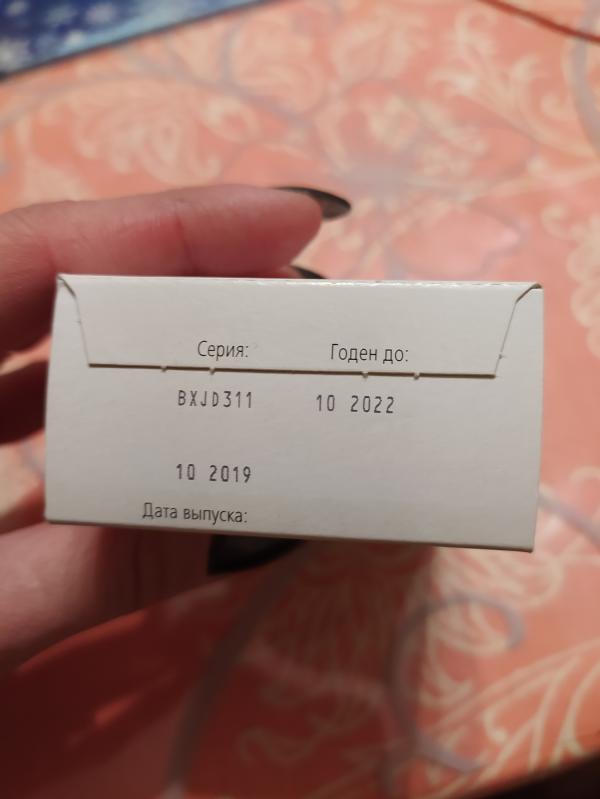 Серия: Годен до:
BXJD311 10 2022
10 2019
Дата выпуска: